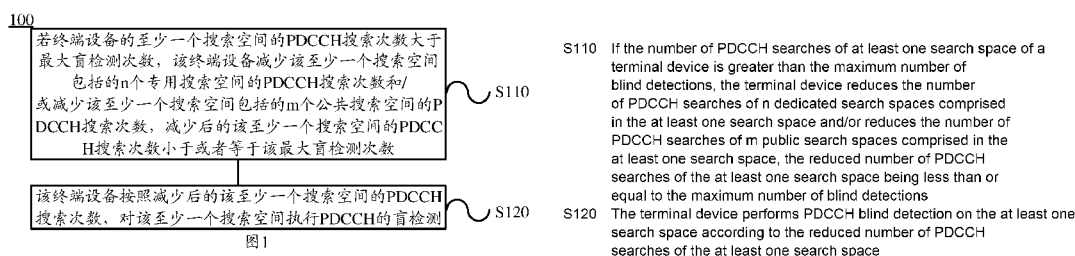 100
若终端设备的至少一个搜索空间的PDCCH搜索次数大于
最大盲检测次数，该终端设备减少该至少一个搜索空间
包括的n个专用搜索空间的PDCCH搜索次数和/
或减少该至少一个搜索空间包括的m个公共搜索空间的P
DCCH搜索次数，减少后的该至少一个搜索空间的PDCC
H搜索次数小于或者等于该最大盲检测次数
S110
该终端设备按照减少后的该至少一个搜索空间的PDCCH
搜索次数，对该至少一个搜索空间执行PDCCH的盲检测
S120
图1
S110 If the number of PDCCH searches of at least one search space of a
terminal device is greater than the maximum number of
blind detections, the terminal device reduces the number
of PDCCH searches of n dedicated search spaces comprised
in the at least one search space and/or reduces the number of
PDCCH searches of m public search spaces comprised in the
at least one search space, the reduced number of PDCCH
searches of the at least one search space being less than or
equal to the maximum number of blind detections
S120 The terminal device performs PDCCH blind detection on the at least one
search space according to the reduced number of PDCCH
searches of the at least one search space